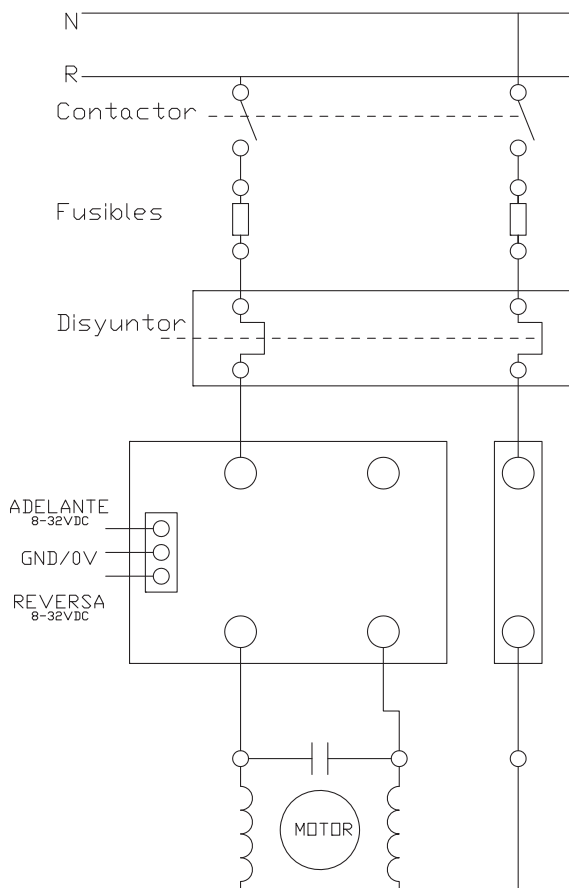 N
R
Contactor
Fusibles
Disyuntor
ADELANTE
8-32VDC
GND/0V
REVERSA
8-32VDC
MOTOR